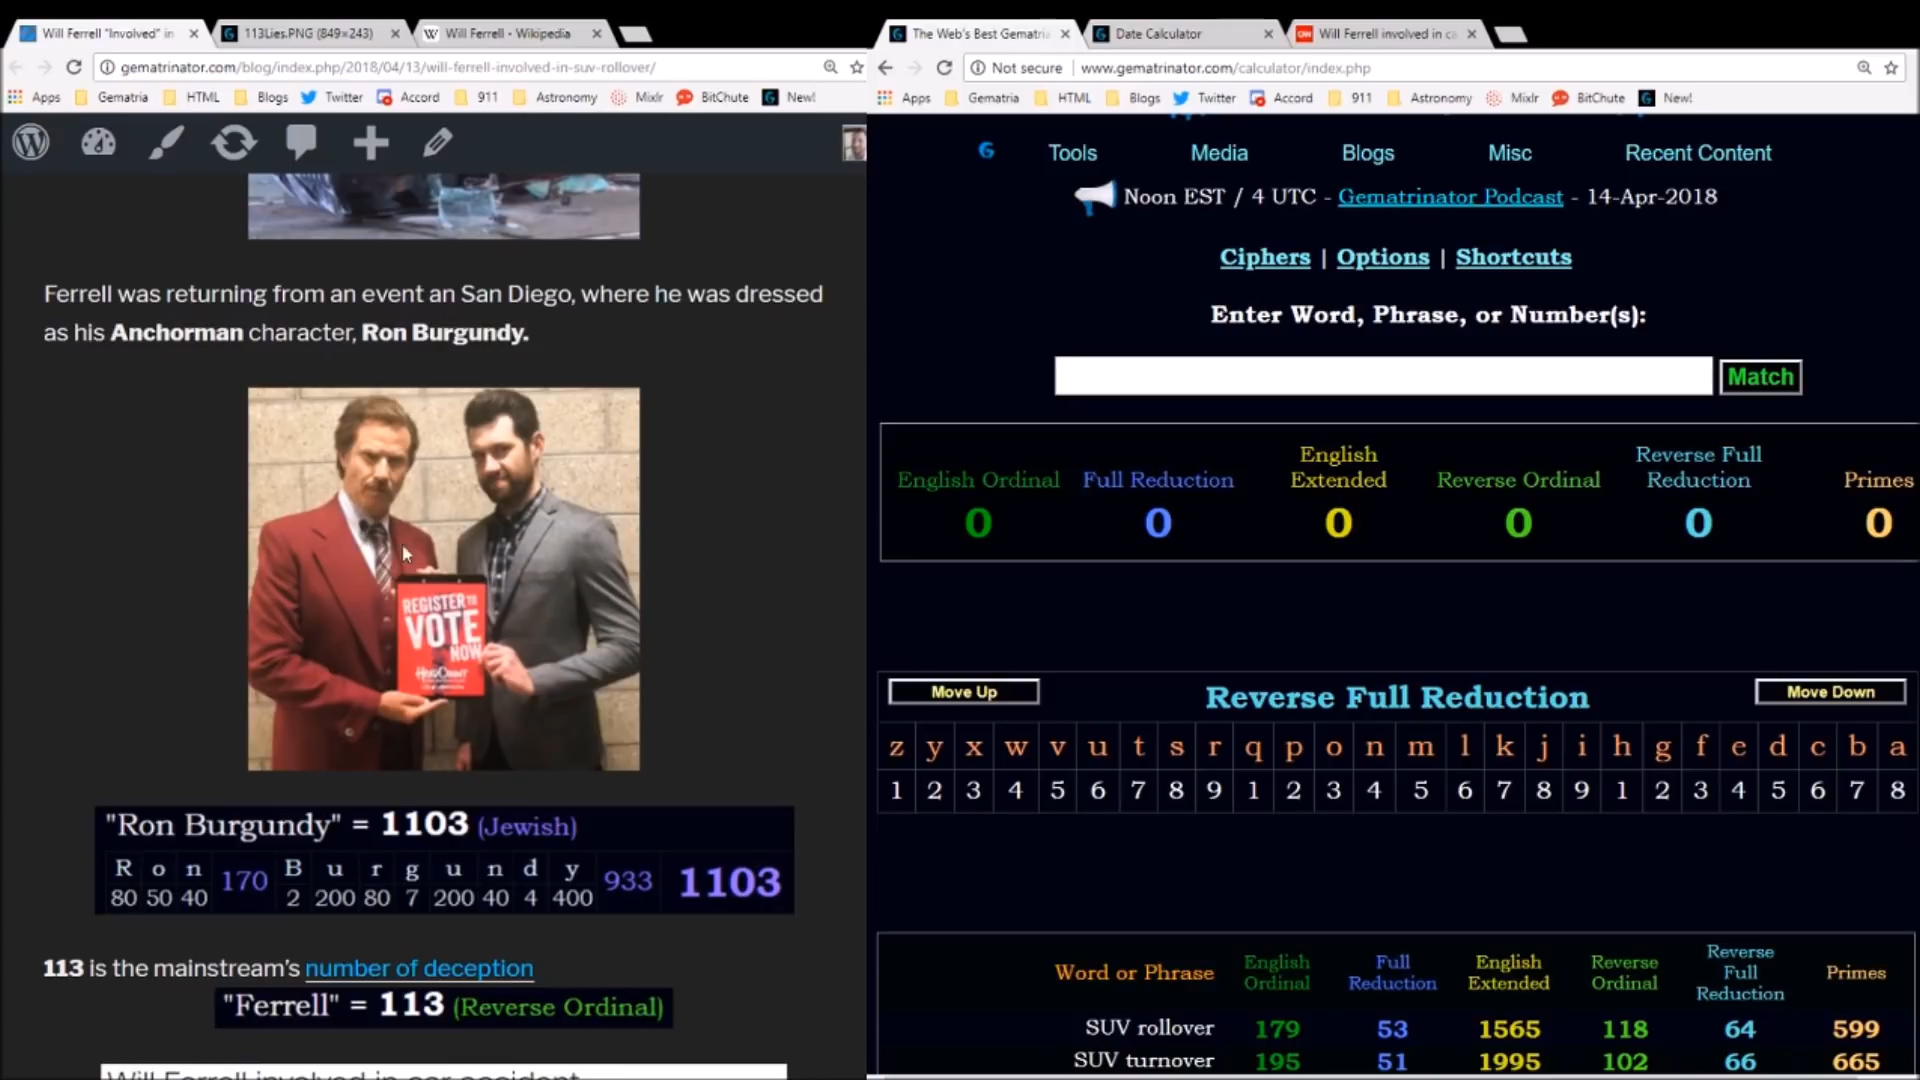 Will Ferrell "Involved" in
113Lies.PNG (849×243)
Will Ferrell - Wikipedia
gematrinator.com/blog/index.php/2018/04/13/will-ferrell-involved-in-suv-rollover/
Apps Gematria HTML Blogs Twitter Accord 911 Astronomy Mixlr BitChute New!
Ferrell was returning from an event an San Diego, where he was dressed
as his Anchorman character, Ron Burgundy.
REGISTER TO
VOTE
NOW
"Ron Burgundy" = 1103 (Jewish)
R o n 170 B u r g u n d y 933 1103
80 50 40 2 200 80 7 200 40 4 400
113 is the mainstream's number of deception
"Ferrell" = 113 (Reverse Ordinal)
Will Ferrell involved in car accident
The Web's Best Gematria
Date Calculator
Will Ferrell involved in ca
Not secure | www.gematrinator.com/calculator/index.php
Apps Gematria HTML Blogs Twitter Accord 911 Astronomy Mixlr BitChute New!
Tools Media Blogs Misc Recent Content
Noon EST / 4 UTC - Gematrinator Podcast - 14-Apr-2018
Ciphers | Options | Shortcuts
Enter Word, Phrase, or Number(s):
Match
English Ordinal Full Reduction English Extended Reverse Ordinal Reverse Full Reduction Primes
0 0 0 0 0 0
Move Up Reverse Full Reduction Move Down
z y x w v u t s r q p o n m l k j i h g f e d c b a
1 2 3 4 5 6 7 8 9 1 2 3 4 5 6 7 8 9 1 2 3 4 5 6 7 8
Word or Phrase English Ordinal Full Reduction English Extended Reverse Ordinal Reverse Full Reduction Primes
SUV rollover 179 53 1565 118 64 599
SUV turnover 195 51 1995 102 66 665